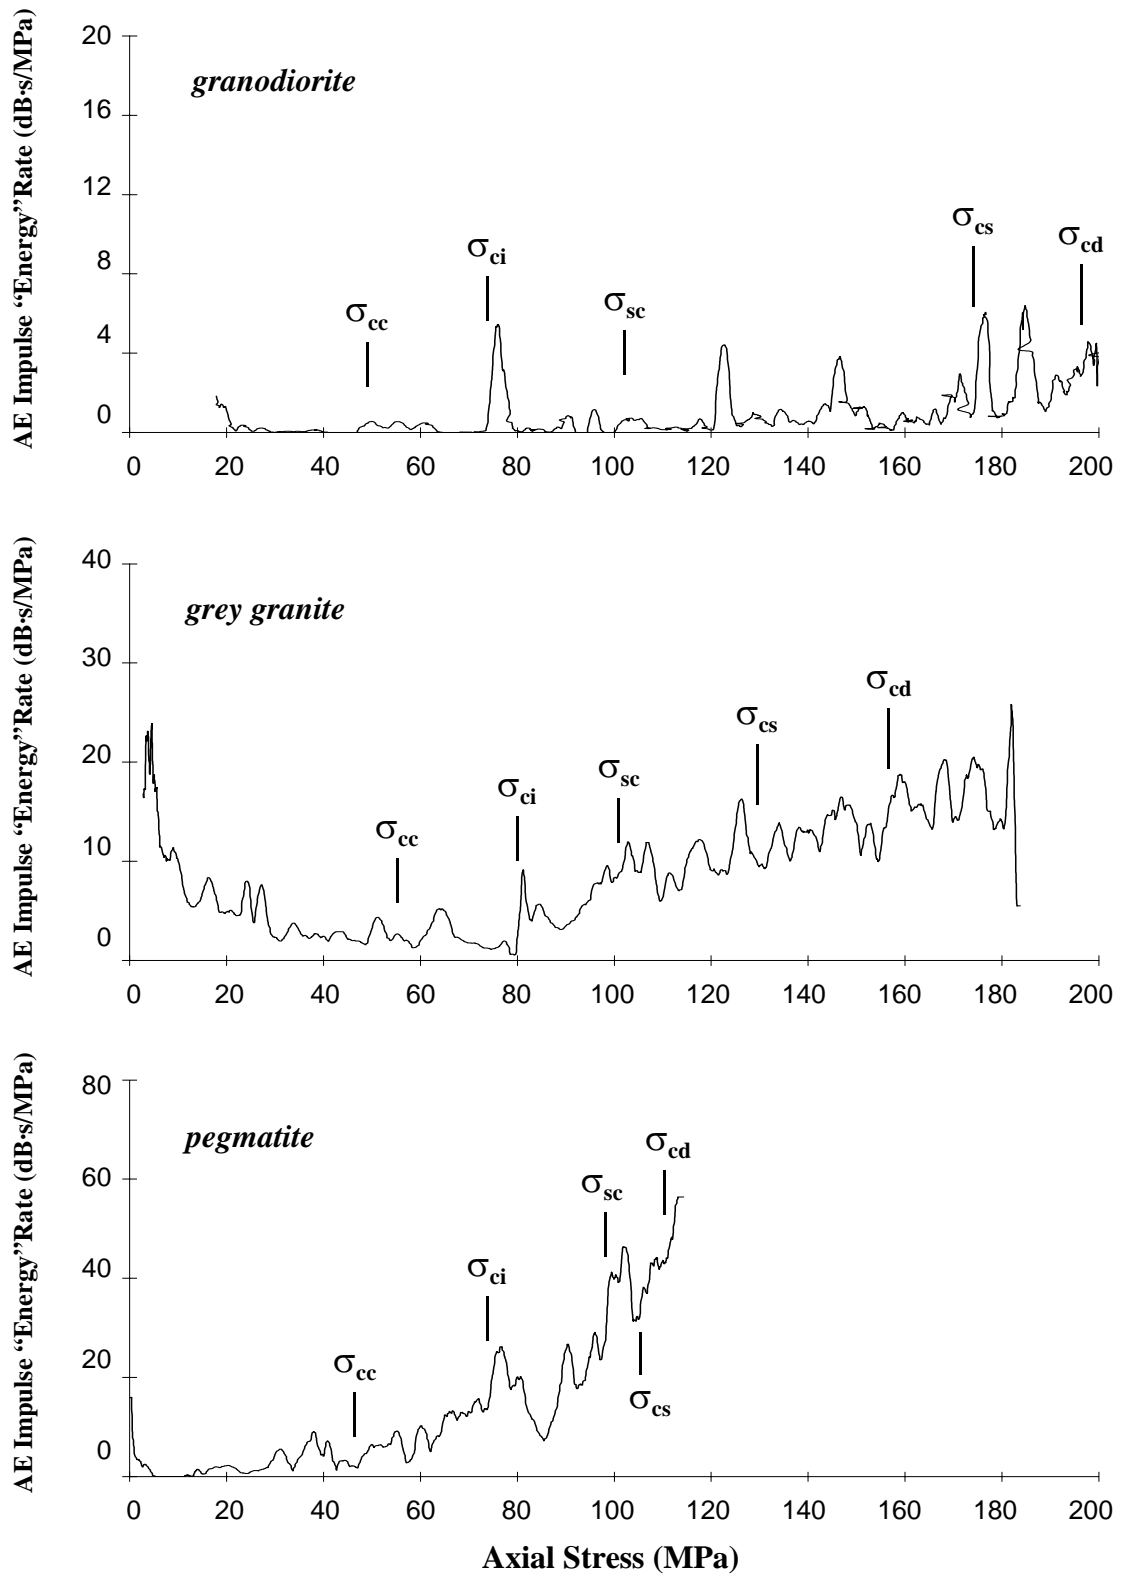 AE Impulse “Energy”Rate (dB·s/MPa)
20
16
12
8
4
0
granodiorite
σcc
σci
σsc
σcs
σcd
0 20 40 60 80 100 120 140 160 180 200
AE Impulse “Energy”Rate (dB·s/MPa)
40
30
20
10
0
grey granite
σcc
σci
σsc
σcs
σcd
0 20 40 60 80 100 120 140 160 180 200
AE Impulse “Energy”Rate (dB·s/MPa)
80
60
40
20
0
pegmatite
σcc
σci
σsc
σcs
σcd
0 20 40 60 80 100 120 140 160 180 200
Axial Stress (MPa)